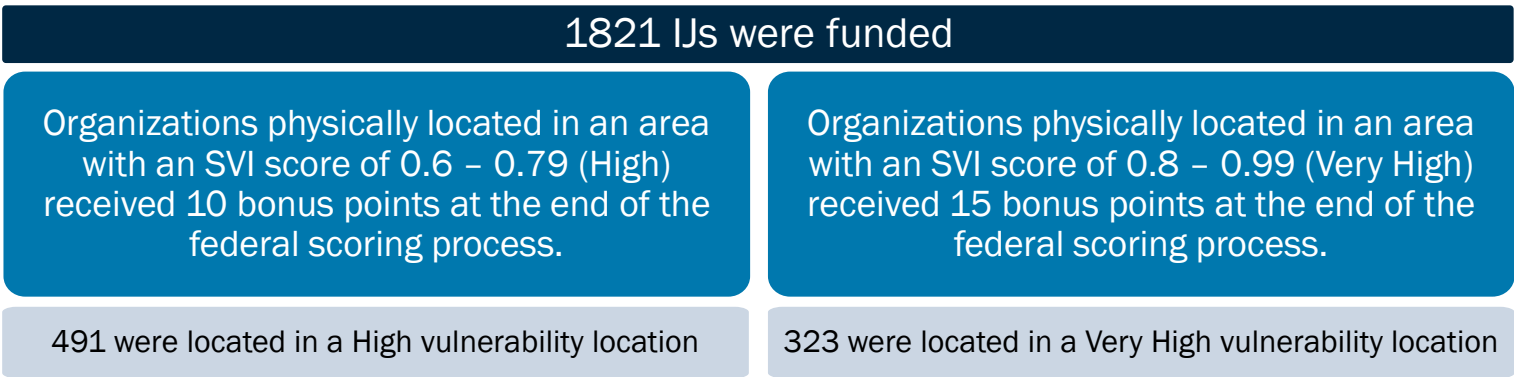 1821 IJs were funded
Organizations physically located in an area
with an SVI score of 0.6 – 0.79 (High)
received 10 bonus points at the end of the
federal scoring process.
Organizations physically located in an area
with an SVI score of 0.8 – 0.99 (Very High)
received 15 bonus points at the end of the
federal scoring process.
491 were located in a High vulnerability location
323 were located in a Very High vulnerability location